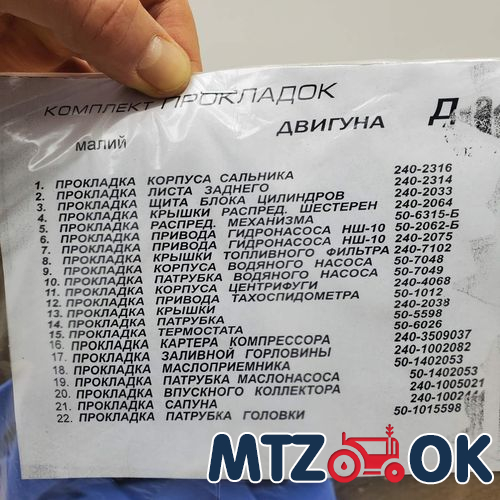 КОМПЛЕКТ ПРОКЛАДОК
МАЛИЙ ДВИГУНА
1. ПРОКЛАДКА КОРПУСА САЛЬНИКА 240-2316
2. ПРОКЛАДКА ЛИСТА ЗАДНЕГО 240-2314
3. ПРОКЛАДКА ЩИТА БЛОКА ЦИЛИНДРОВ 240-2033
4. ПРОКЛАДКА КРЫШКИ РАСПРЕД. ШЕСТЕРЕН 240-2064
5. ПРОКЛАДКА РАСПРЕД. МЕХАНИЗМА 50-6315-Б
6. ПРОКЛАДКА ПРИВОДА ГИДРОНАСОСА НШ-10 50-2062-Б
7. ПРОКЛАДКА ПРИВОДА ГИДРОНАСОСА НШ-10 240-2075
8. ПРОКЛАДКА КРЫШКИ ТОПЛИВНОГО ФИЛЬТРА 240-7102
9. ПРОКЛАДКА КОРПУСА ВОДЯНОГО НАСОСА 50-7048
10. ПРОКЛАДКА ПАТРУБКА ВОДЯНОГО НАСОСА 50-7049
11. ПРОКЛАДКА КОРПУСА ЦЕНТРИФУГИ 240-4068
12. ПРОКЛАДКА ПРИВОДА ТАХОСПИДОМЕТРА
13. ПРОКЛАДКА КРЫШКИ 240-2038
14. ПРОКЛАДКА ПАТРУБКА 50-5598
15. ПРОКЛАДКА ТЕРМОСТАТА 50-6026
16. ПРОКЛАДКА КАРТЕРА КОМПРЕССОРА 240-3509037
17. ПРОКЛАДКА ЗАЛИВНОЙ ГОРЛОВИНЫ 240-1002082
18. ПРОКЛАДКА МАСЛОПРИЕМНИКА 50-1402053
19. ПРОКЛАДКА ПАТРУБКА МАСЛОНАСОСА 50-1402053
20. ПРОКЛАДКА ВПУСКНОГО КОЛЛЕКТОРА 240-1005021
21. ПРОКЛАДКА САПУНА
22. ПРОКЛАДКА ПАТРУБКА ГОЛОВКИ 50-1015598
MTZ OK